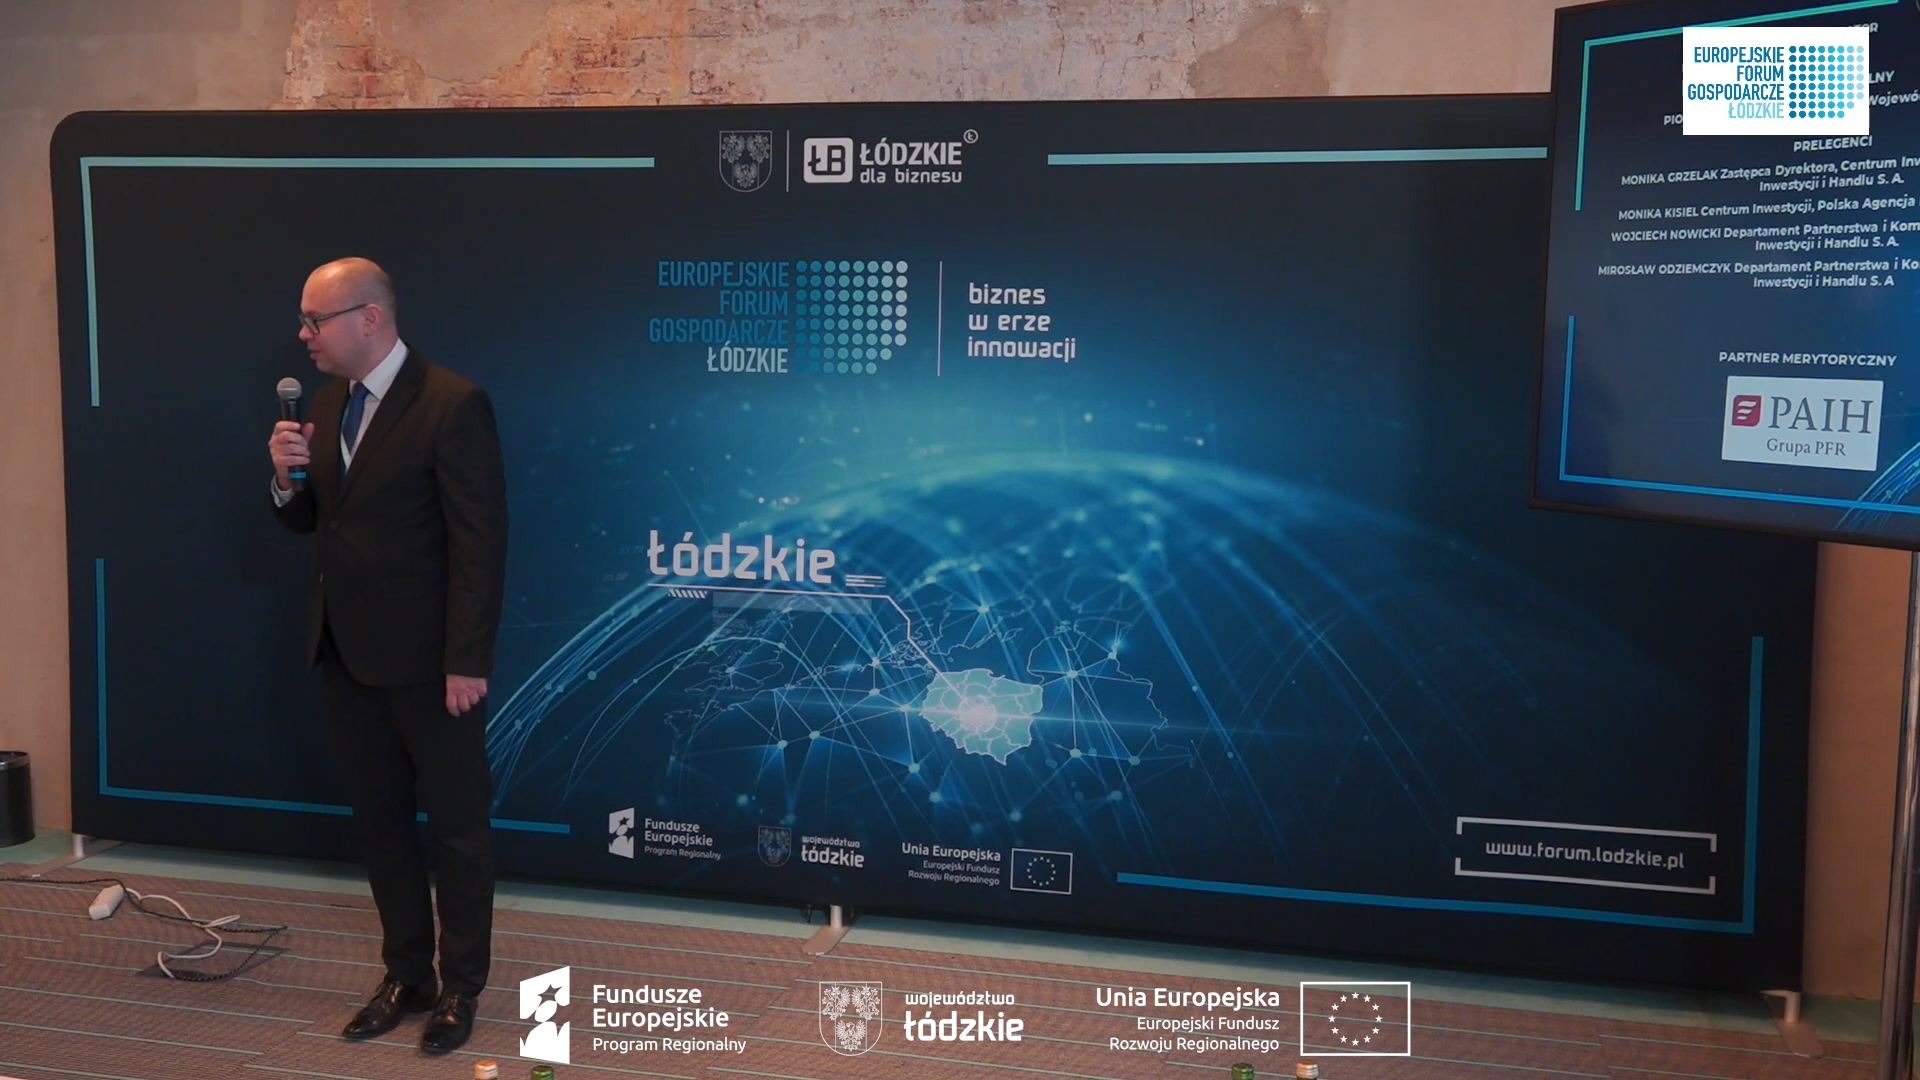 ŁB ŁÓDZKIE
dla biznesu
EUROPEJSKIE
FORUM
GOSPODARCZE
ŁÓDZKIE
biznes
w erze
innowacji
Łódzkie
Fundusze
Europejskie
Program Regionalny
województwo
łódzkie
Unia Europejska
Europejski Fundusz
Rozwoju Regionalnego
www.forum.lodzkie.pl
EUROPEJSKIE
FORUM
GOSPODARCZE
ŁÓDZKIE
PRELEGENCI
MONIKA GRZELAK Zastępca Dyrektora, Centrum
Inwestycji i Handlu S. A.
MONIKA KISIEL Centrum Inwestycji, Polska Agencja
WOJCIECH NOWICKI Departament Partnerstwa i
Inwestycji i Handlu S. A.
MIROSŁAW ODZIEMCZYK Departament Partnerstwa i
Inwestycji i Handlu S. A
PARTNER MERYTORYCZNY
PAIH
Grupa PFR
Fundusze
Europejskie
Program Regionalny
województwo
łódzkie
Unia Europejska
Europejski Fundusz
Rozwoju Regionalnego